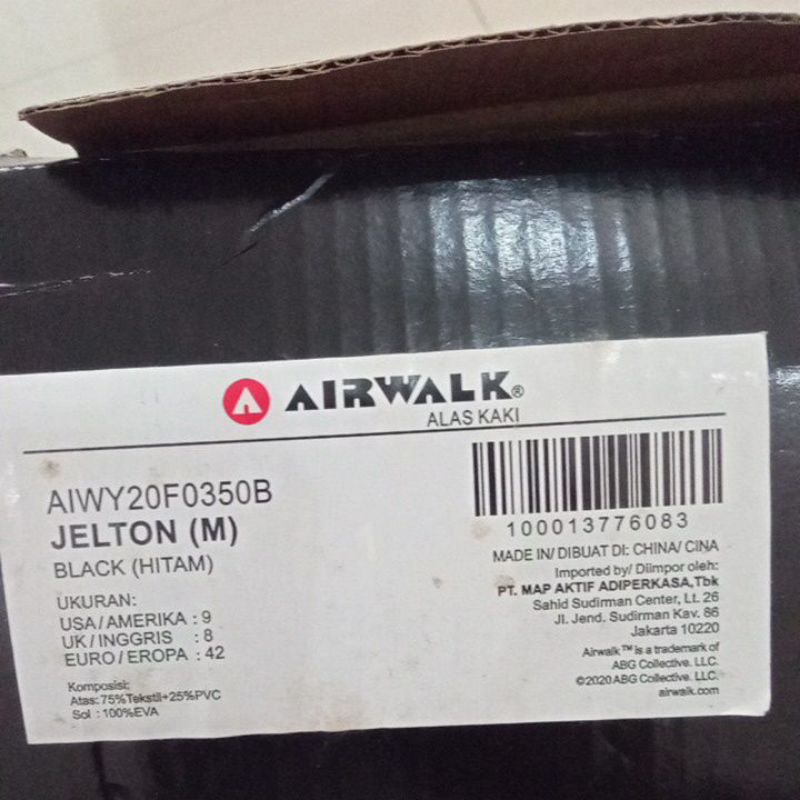 AIRWALK®
ALAS KAKI
AIWY20F0350B
JELTON (M)
BLACK (HITAM)
UKURAN:
USA/AMERIKA : 9
UK/INGGRIS : 8
EURO/EROPA : 42
Komposisi:
Atas: 75%Tekstil+25%PVC
Sol : 100%EVA
100013776083
MADE IN/ DIBUAT DI: CHINA/ CINA
Imported by/ Diimpor oleh:
PT. MAP AKTIF ADIPERKASA,Tbk
Sahid Sudirman Center, Lt. 26
Jl. Jend. Sudirman Kav. 86
Jakarta 10220
Airwalk™ is a trademark of
ABG Collective. LLC.
©2020 ABG Collective. LLC.
airwalk.com